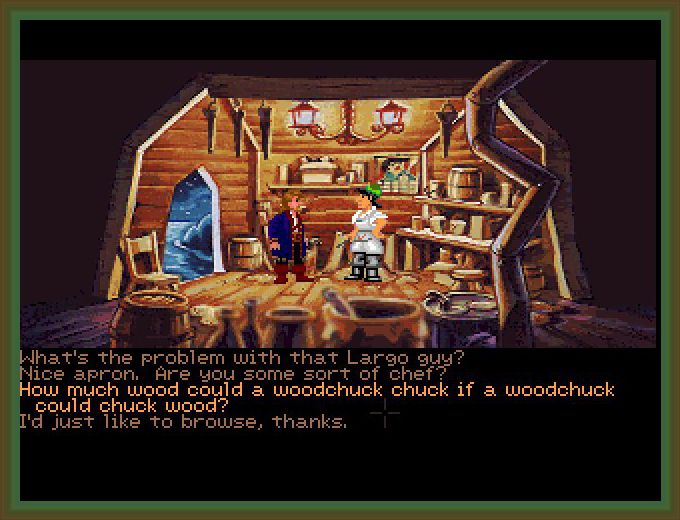 What's the problem with that Largo guy?
Nice apron.  Are you some sort of chef?
How much wood could a woodchuck chuck if a woodchuck
could chuck wood?
I'd just like to browse, thanks.